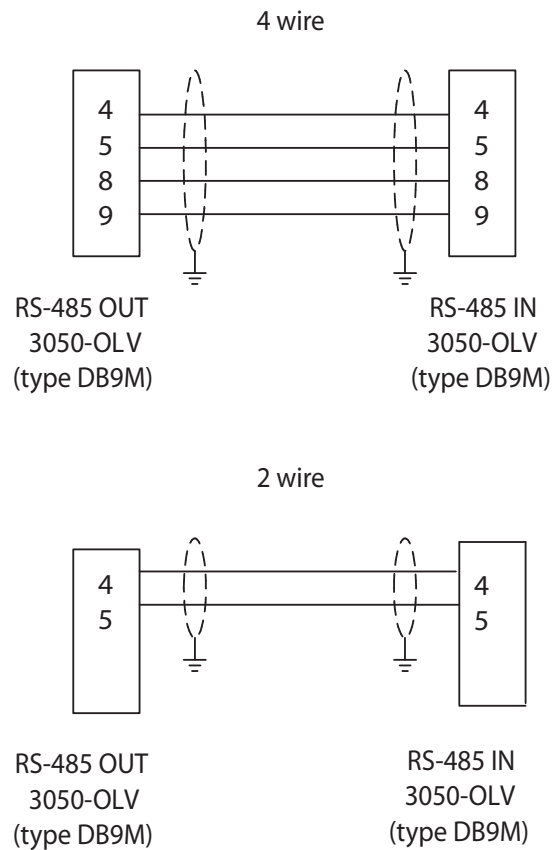 4 wire
4
5
8
9
4
5
8
9
RS-485 OUT
3050-OLV
(type DB9M)
RS-485 IN
3050-OLV
(type DB9M)
2 wire
4
5
4
5
RS-485 OUT
3050-OLV
(type DB9M)
RS-485 IN
3050-OLV
(type DB9M)